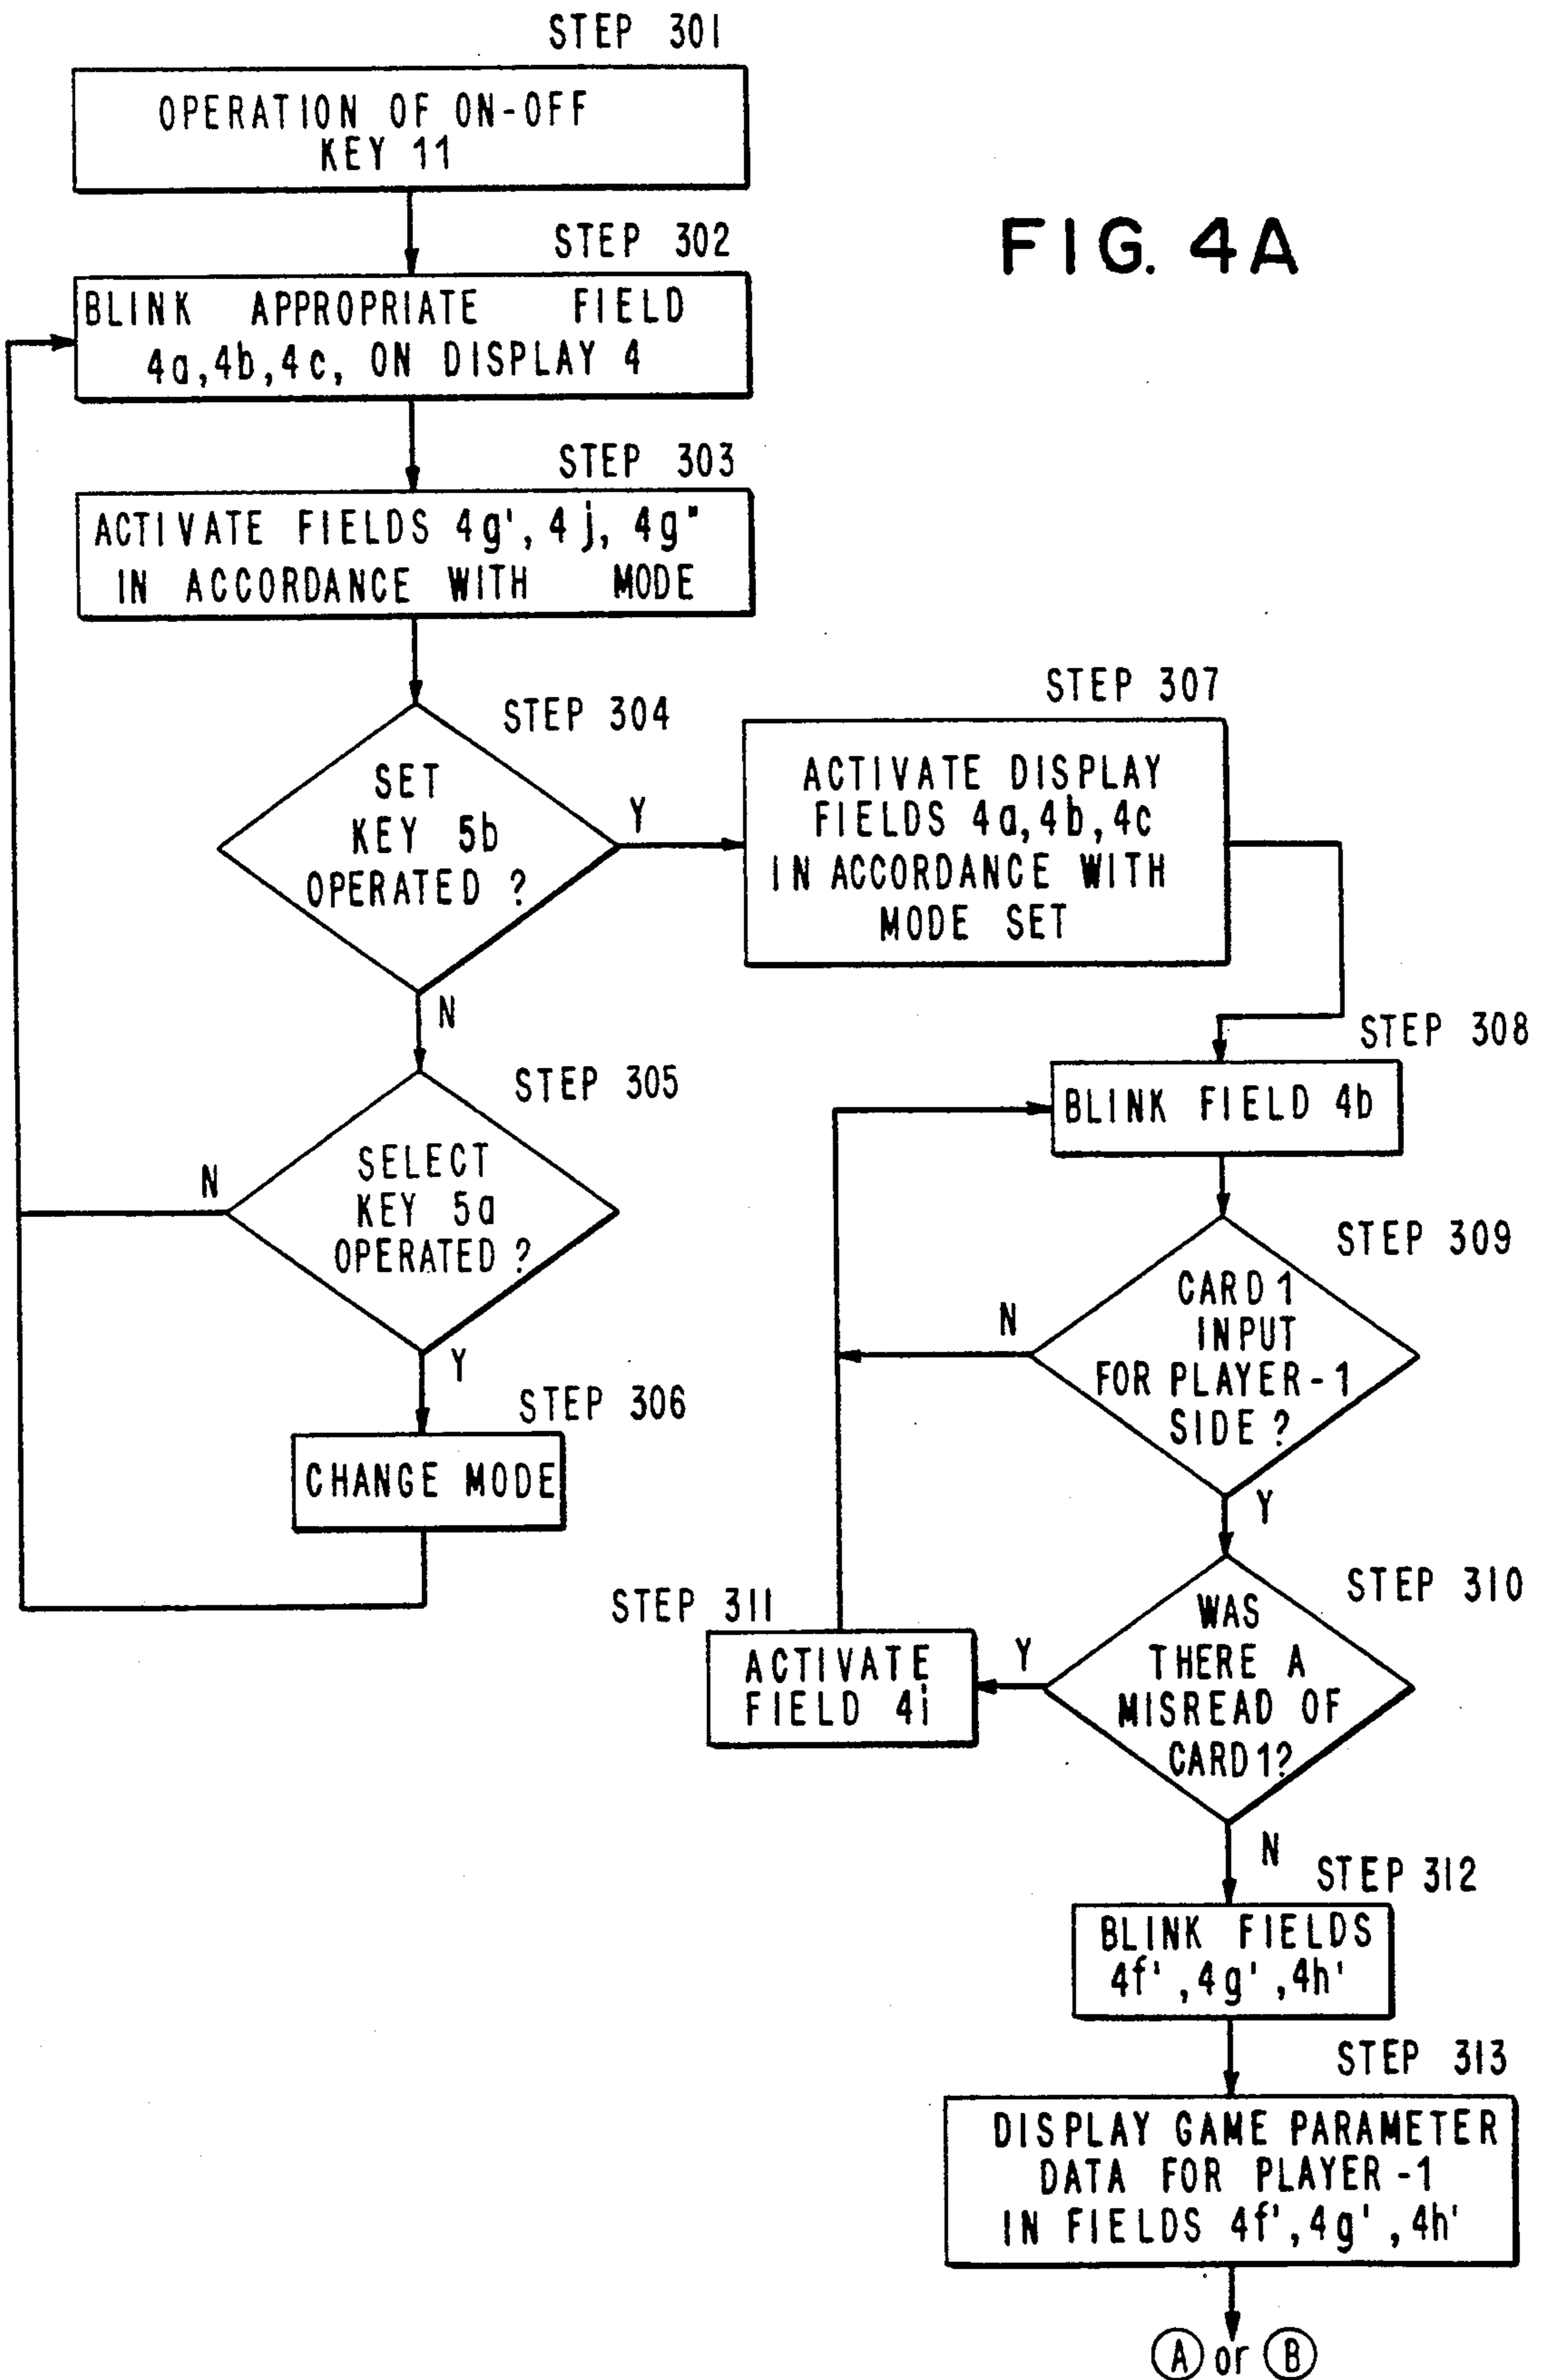 STEP 301
OPERATION OF ON-OFF
KEY 11
FIG. 4A
STEP 302
BLINK APPROPRIATE FIELD
4a, 4b, 4c, ON DISPLAY 4
STEP 303
ACTIVATE FIELDS 4g', 4j, 4g"
IN ACCORDANCE WITH MODE
STEP 304
SET
KEY 5b
OPERATED ?
Y
N
STEP 305
SELECT
KEY 5a
OPERATED ?
N
Y
STEP 306
CHANGE MODE
STEP 307
ACTIVATE DISPLAY
FIELDS 4a, 4b, 4c
IN ACCORDANCE WITH
MODE SET
STEP 308
BLINK FIELD 4b
STEP 309
CARD 1
INPUT
FOR PLAYER-1
SIDE ?
N
Y
STEP 310
WAS
THERE A
MISREAD OF
CARD 1?
Y
N
STEP 311
ACTIVATE
FIELD 4i
STEP 312
BLINK FIELDS
4f', 4g', 4h'
STEP 313
DISPLAY GAME PARAMETER
DATA FOR PLAYER-1
IN FIELDS 4f', 4g', 4h'
A or B